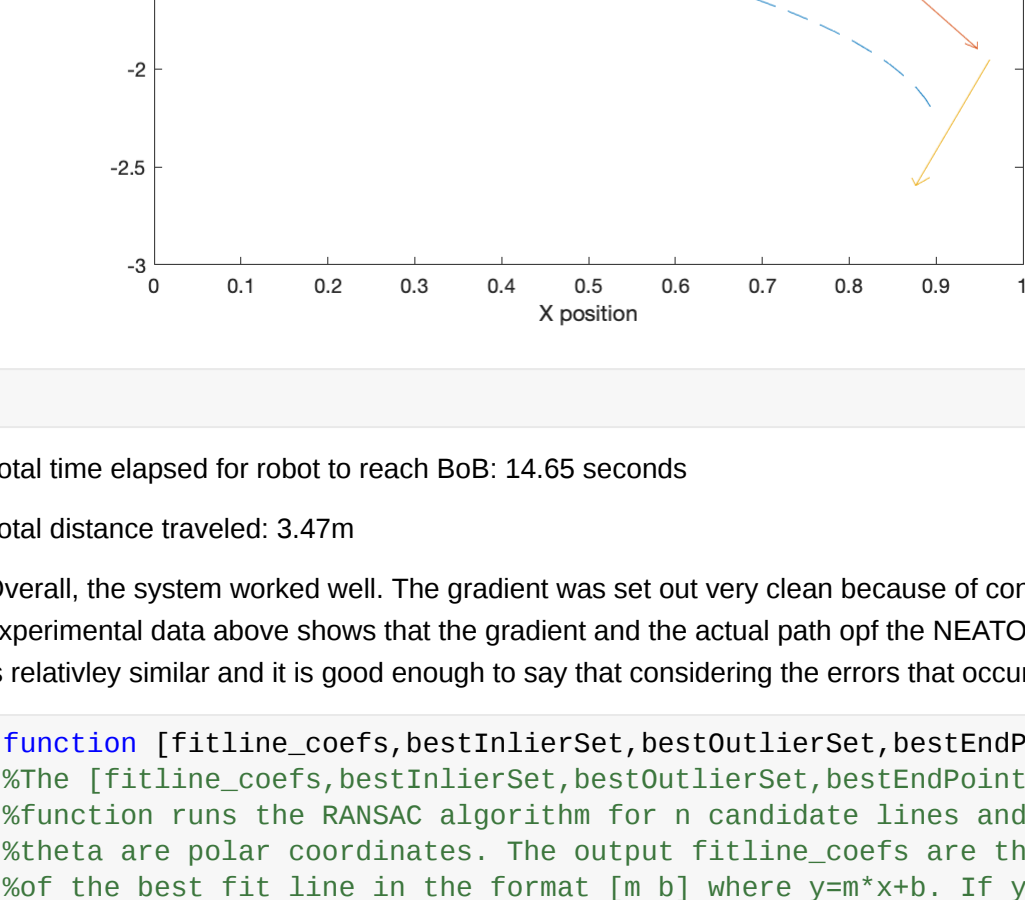 -2
-2.5
-3
0 0.1 0.2 0.3 0.4 0.5 0.6 0.7 0.8 0.9 1
X position
otal time elapsed for robot to reach BoB: 14.65 seconds
otal distance traveled: 3.47m
Overall, the system worked well. The gradient was set out very clean because of con
xperimental data above shows that the gradient and the actual path opf the NEATO
s relativley similar and it is good enough to say that considering the errors that occur
function [fitline_coefs,bestInlierSet,bestOutlierSet,bestEndP
%The [fitline_coefs,bestInlierSet,bestOutlierSet,bestEndPoint
%function runs the RANSAC algorithm for n candidate lines and
%theta are polar coordinates. The output fitline_coefs are th
%of the best fit line in the format [m b] where y=m*x+b. If y